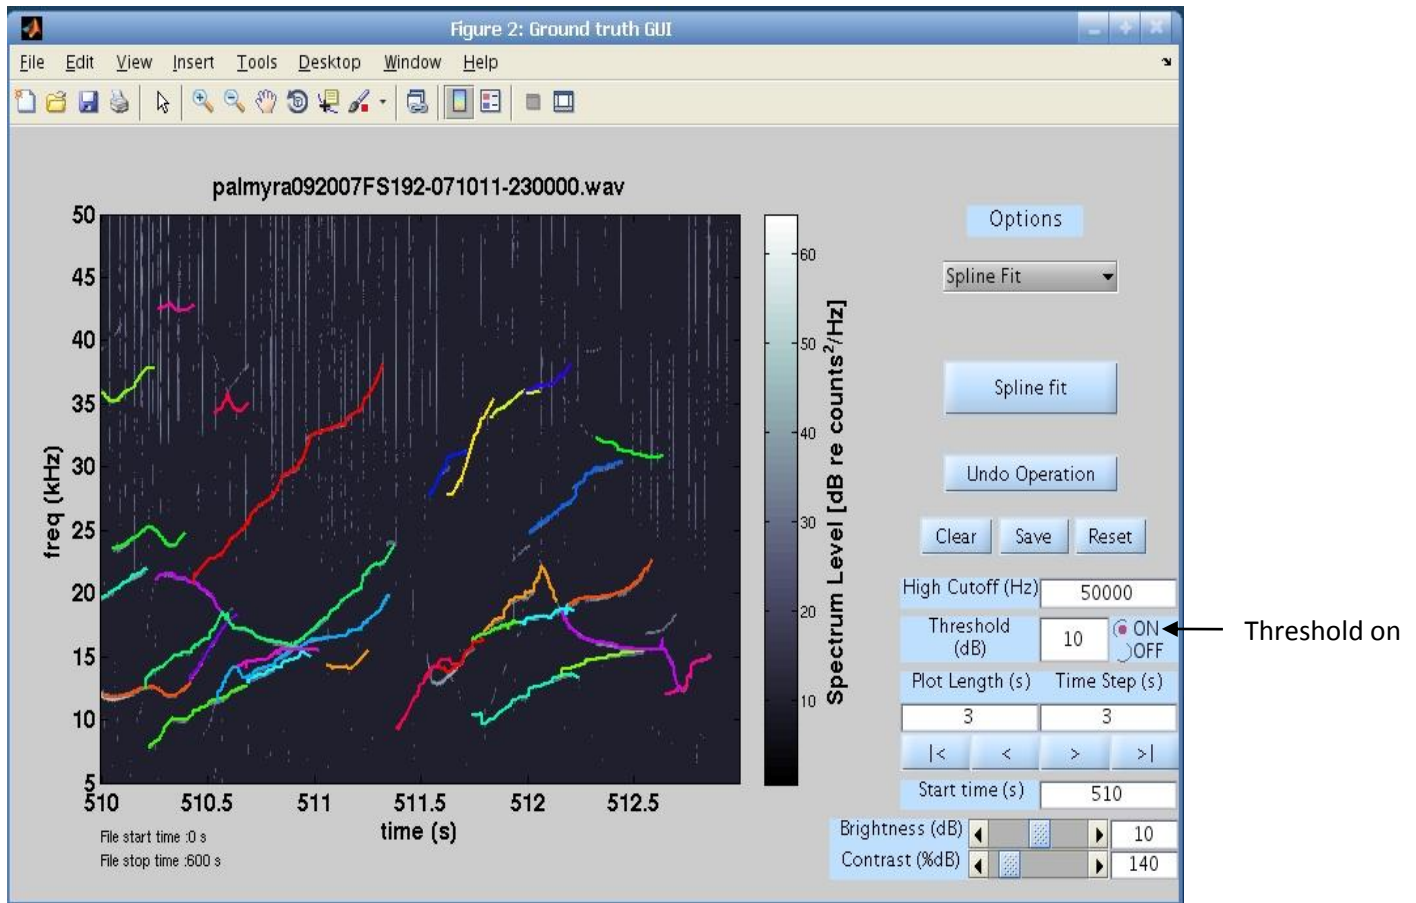 Figure 2: Ground truth GUI
File Edit View Insert Tools Desktop Window Help
palmyra092007FS192-071011-230000.wav
50
45
40
35
30
25
20
15
10
5
freq (kHz)
510 510.5 511 511.5 512 512.5
time (s)
File start time :0 s
File stop time :600 s
60
50
40
30
20
10
Spectrum Level [dB re counts²/Hz]
Options
Spline Fit
Spline fit
Undo Operation
Clear Save Reset
High Cutoff (Hz) 50000
Threshold
(dB) 10 ON
OFF
Threshold on
Plot Length (s) Time Step (s)
3 3
|< < > >|
Start time (s) 510
Brightness (dB) 10
Contrast (%dB) 140